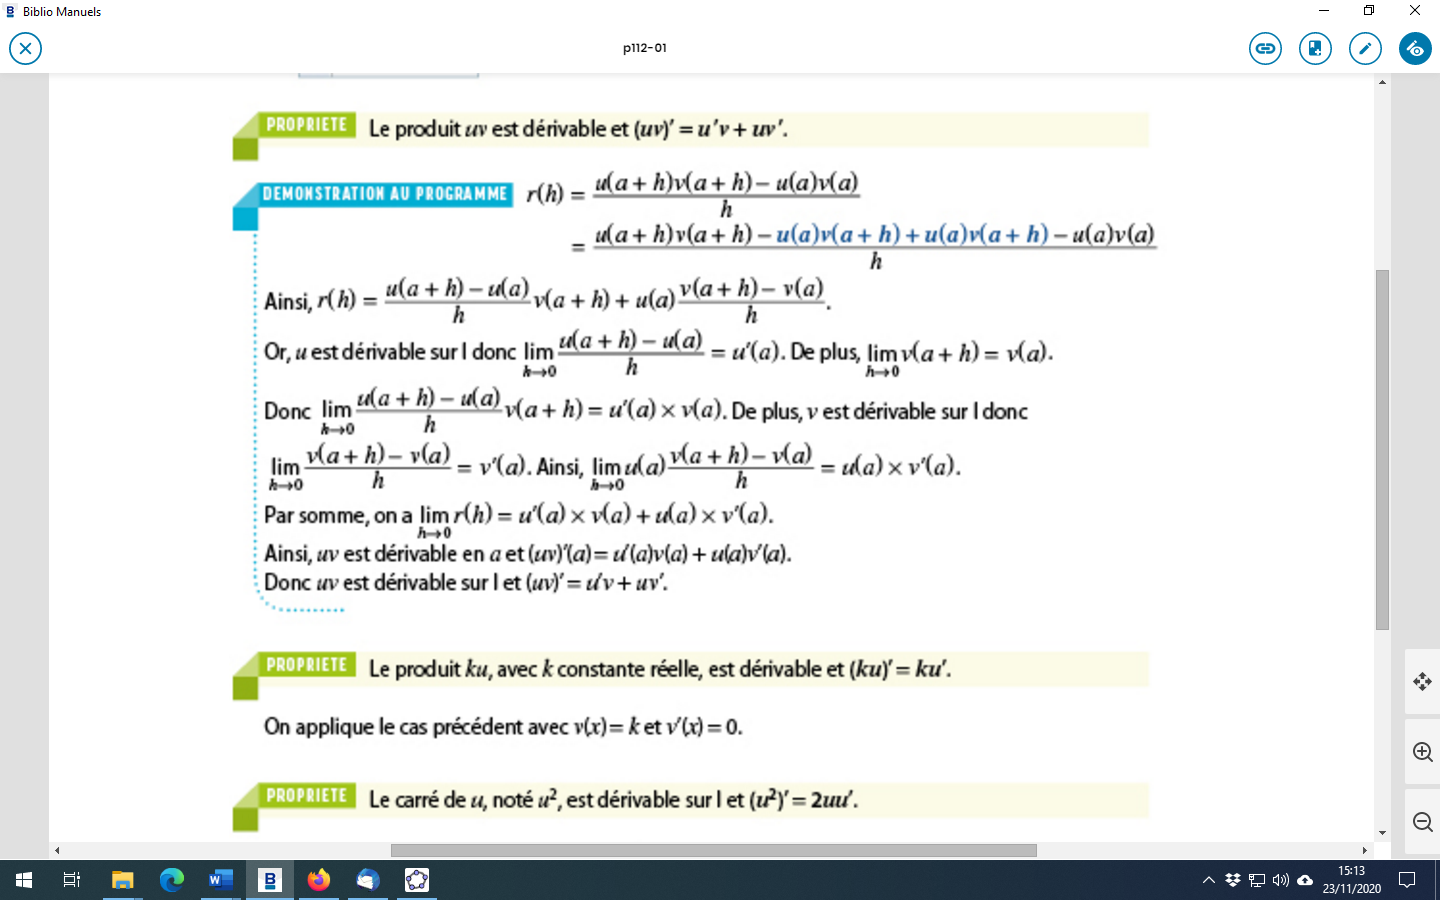 Biblio Manuels
p112-01
PROPRIETE Le produit uv est dérivable et (uv)′ = u′v + uv′.
DEMONSTRATION AU PROGRAMME r(h) = (u(a + h)v(a + h) − u(a)v(a)) / h
= (u(a + h)v(a + h) − u(a)v(a + h) + u(a)v(a + h) − u(a)v(a)) / h
Ainsi, r(h) = (u(a + h) − u(a)) / h v(a + h) + u(a) (v(a + h) − v(a)) / h.
Or, u est dérivable sur I donc lim h→0 (u(a + h) − u(a)) / h = u′(a). De plus, lim h→0 v(a + h) = v(a).
Donc lim h→0 (u(a + h) − u(a)) / h v(a + h) = u′(a) × v(a). De plus, v est dérivable sur I donc
lim h→0 (v(a + h) − v(a)) / h = v′(a). Ainsi, lim h→0 u(a) (v(a + h) − v(a)) / h = u(a) × v′(a).
Par somme, on a lim h→0 r(h) = u′(a) × v(a) + u(a) × v′(a).
Ainsi, uv est dérivable en a et (uv)′(a) = u′(a)v(a) + u(a)v′(a).
Donc uv est dérivable sur I et (uv)′ = u′v + uv′.
PROPRIETE Le produit ku, avec k constante réelle, est dérivable et (ku)′ = ku′.
On applique le cas précédent avec v(x) = k et v′(x) = 0.
PROPRIETE Le carré de u, noté u², est dérivable sur I et (u²)′ = 2uu′.
15:13
23/11/2020